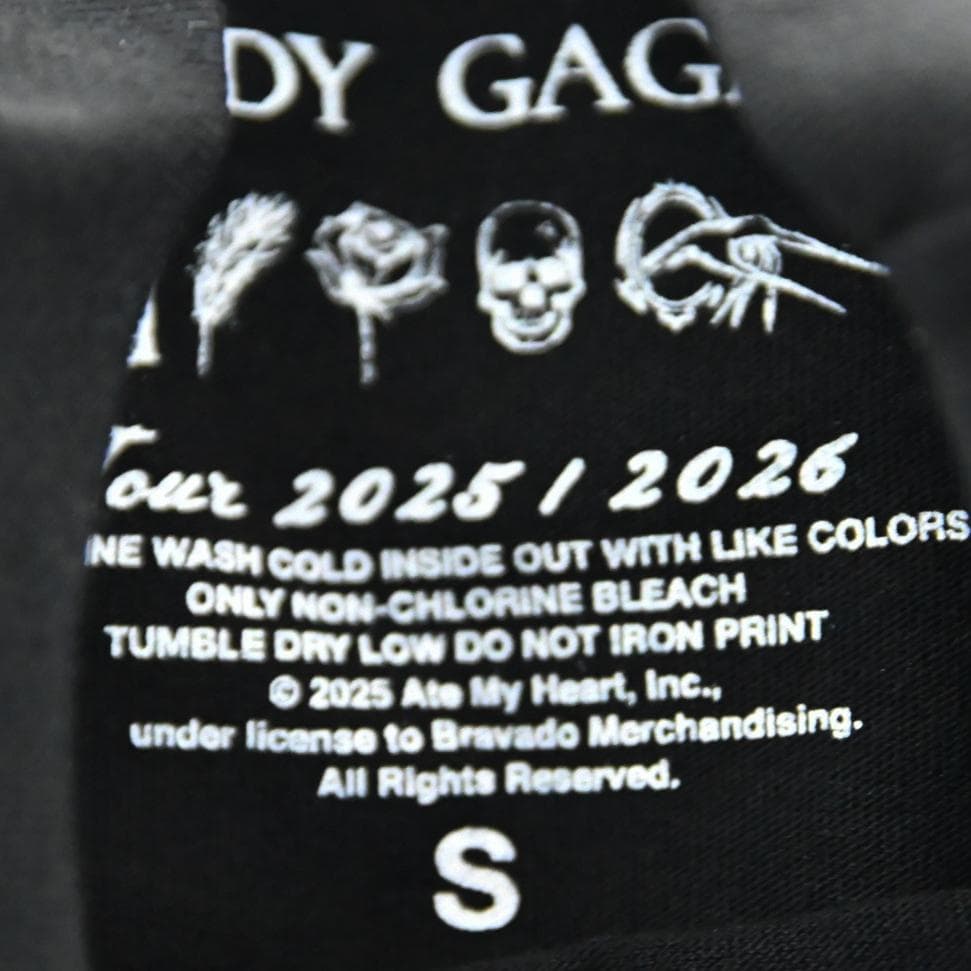 DY GAG
Tour 2025 / 2026
NE WASH COLD INSIDE OUT WITH LIKE COLORS
ONLY NON-CHLORINE BLEACH
TUMBLE DRY LOW DO NOT IRON PRINT
© 2025 Ate My Heart, Inc.,
under license to Bravado Merchandising.
All Rights Reserved.
S